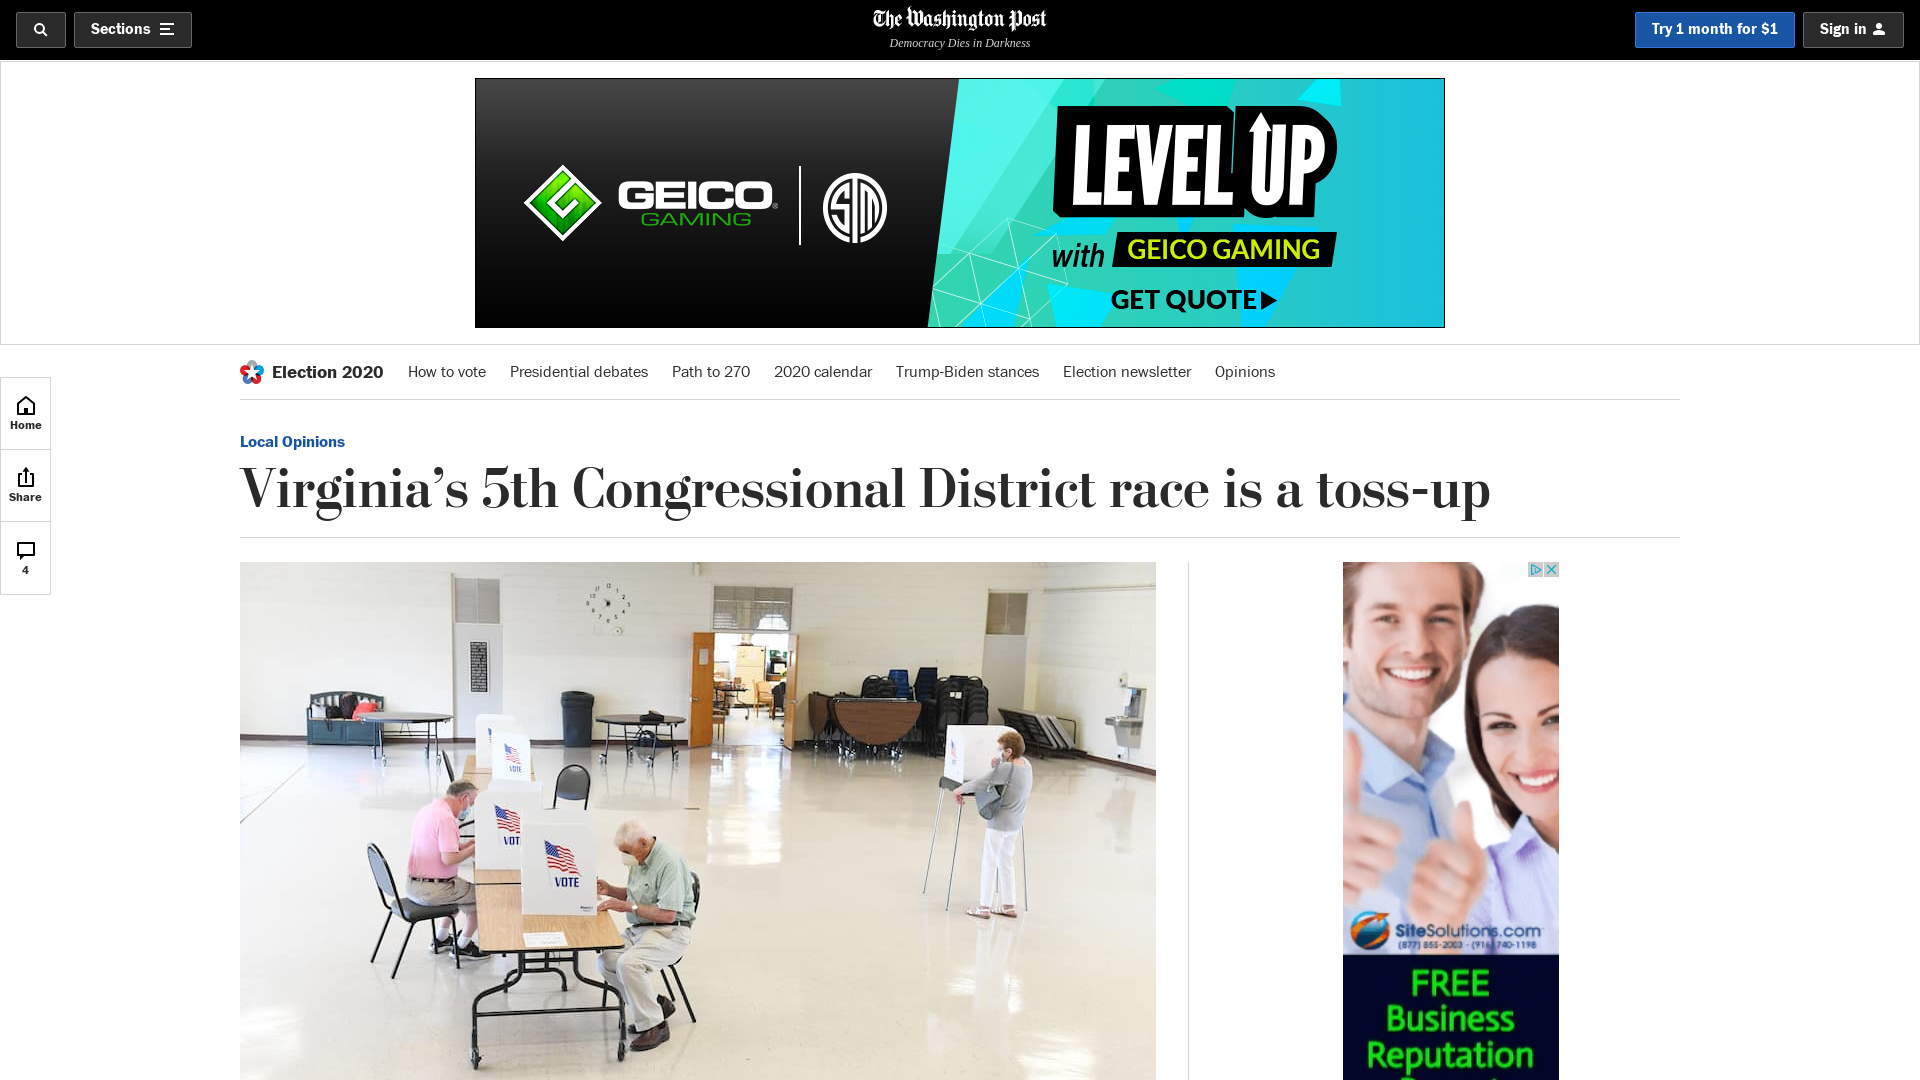 Sections
The Washington Post
Democracy Dies in Darkness
Try 1 month for $1
Sign in
GEICO
GAMING
TSM
LEVEL UP
with GEICO GAMING
GET QUOTE
Election 2020
How to vote
Presidential debates
Path to 270
2020 calendar
Trump-Biden stances
Election newsletter
Opinions
Home
Share
4
Local Opinions
Virginia’s 5th Congressional District race is a toss-up
VOTE
VOTE
VOTE
SiteSolutions.com
(877) 855-2003 - (916) 740-1198
FREE
Business
Reputation